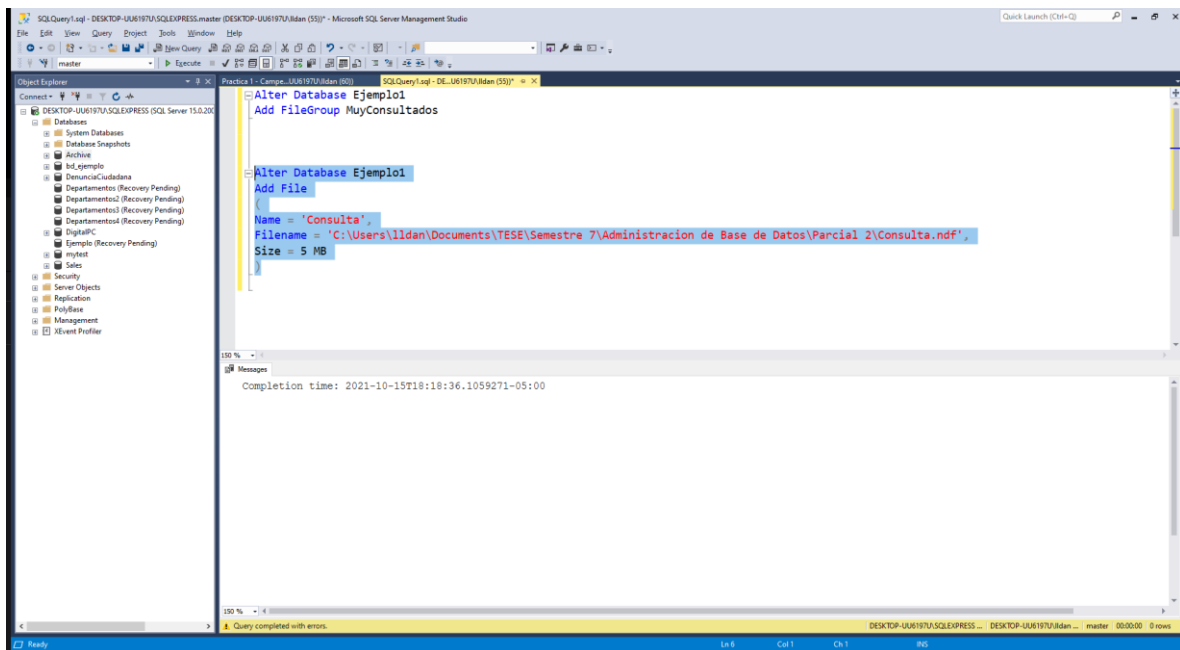 SQLQuery1.sql - DESKTOP-UU6197U\SQLEXPRESS.master (DESKTOP-UU6197U\lldan (55))* - Microsoft SQL Server Management Studio
Quick Launch (Ctrl+Q)
File Edit View Query Project Tools Window Help
New Query
master
Execute
Object Explorer
Practica 1 - Campe...UU6197U\lldan (60))
SQLQuery1.sql - DE...U6197U\lldan (55))*
Connect
DESKTOP-UU6197U\SQLEXPRESS (SQL Server 15.0.200
Databases
System Databases
Database Snapshots
Archive
bd_ejemplo
DenunciaCiudadana
Departamentos (Recovery Pending)
Departamentos2 (Recovery Pending)
Departamentos3 (Recovery Pending)
Departamentos4 (Recovery Pending)
DigitalPC
Ejemplo (Recovery Pending)
mytest
Sales
Security
Server Objects
Replication
PolyBase
Management
XEvent Profiler
Alter Database Ejemplo1
Add FileGroup MuyConsultados
Alter Database Ejemplo1
Add File
(
Name = 'Consulta',
Filename = 'C:\Users\lldan\Documents\TESE\Semestre 7\Administracion de Base de Datos\Parcial 2\Consulta.ndf',
Size = 5 MB
)
150 %
Messages
Completion time: 2021-10-15T18:18:36.1059271-05:00
150 %
Query completed with errors.
DESKTOP-UU6197U\SQLEXPRESS ... DESKTOP-UU6197U\lldan ... master 00:00:00 0 rows
Ready
Ln 6 Col 1 Ch 1 INS